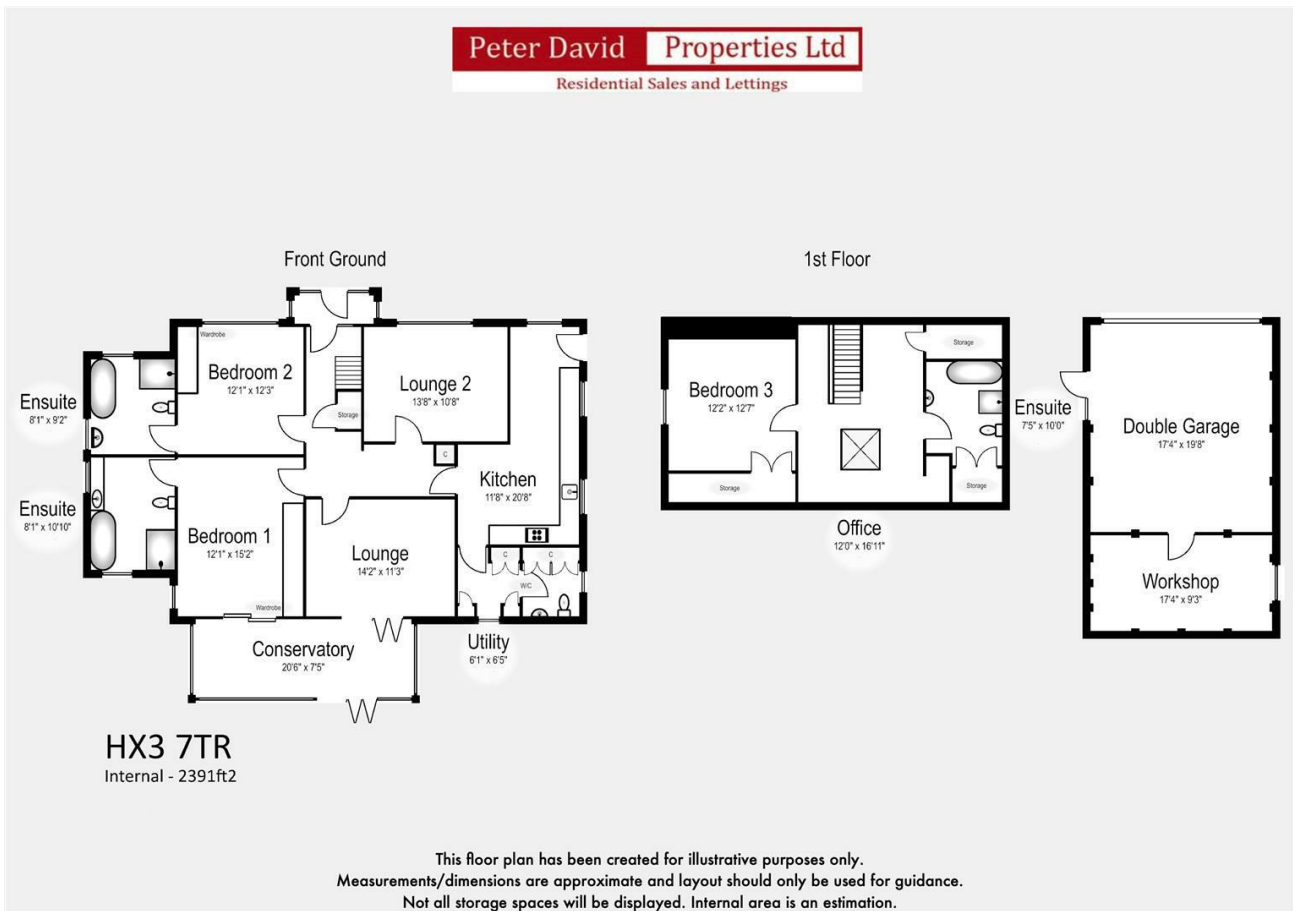 Peter David Properties Ltd
Residential Sales and Lettings
Front Ground
1st Floor
Wardrobe
Bedroom 2
12'1" x 12'3"
Ensuite
8'1" x 9'2"
Lounge 2
13'8" x 10'8"
Storage
C
Kitchen
11'8" x 20'8"
Ensuite
8'1" x 10'10"
Bedroom 1
12'1" x 15'2"
Wardrobe
Lounge
14'2" x 11'3"
C
C
W/C
Conservatory
20'6" x 7'5"
Utility
6'1" x 6'5"
Bedroom 3
12'2" x 12'7"
Storage
Storage
Ensuite
7'5" x 10'0"
Storage
Office
12'0" x 16'11"
Double Garage
17'4" x 19'8"
Workshop
17'4" x 9'3"
HX3 7TR
Internal - 2391ft2
This floor plan has been created for illustrative purposes only.
Measurements/dimensions are approximate and layout should only be used for guidance.
Not all storage spaces will be displayed. Internal area is an estimation.